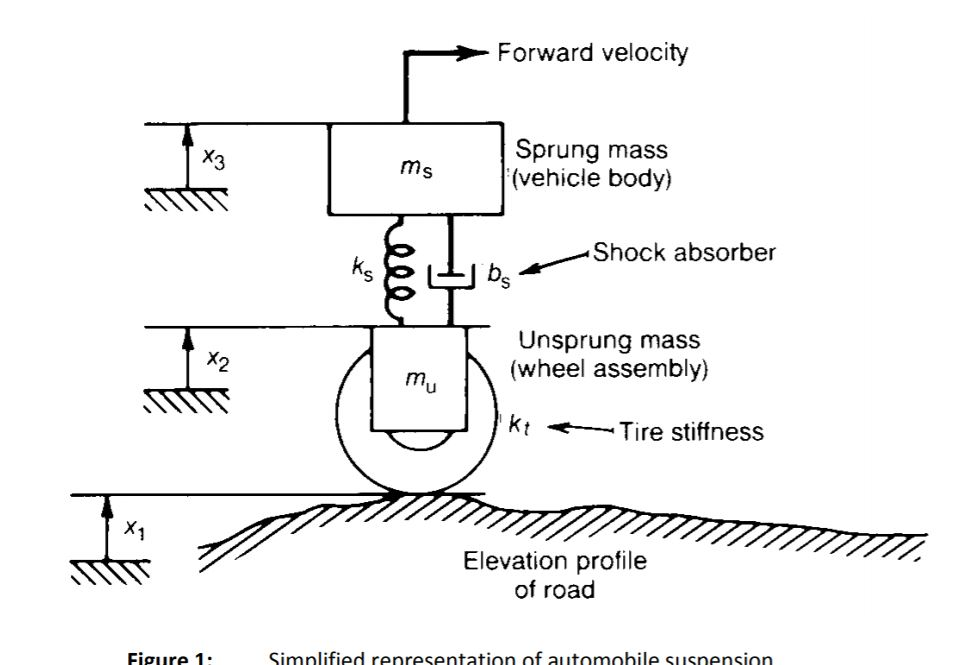 Forward velocity
x₃
mₛ
Sprung mass
(vehicle body)
kₛ
bₛ
Shock absorber
x₂
Unsprung mass
(wheel assembly)
mᵤ
kₜ
Tire stiffness
x₁
Elevation profile
of road
Figure 1: Simplified representation of automobile suspension